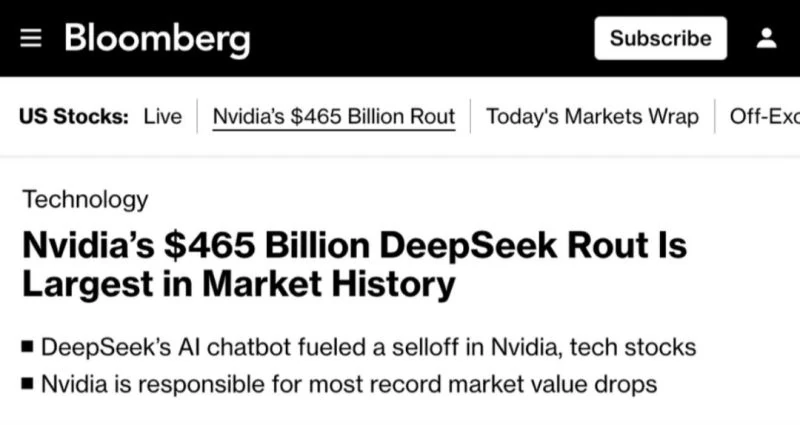 Bloomberg
Subscribe
US Stocks: Live Nvidia's $465 Billion Rout Today's Markets Wrap
Technology
Nvidia's $465 Billion DeepSeek Rout Is
Largest in Market History
■ DeepSeek's AI chatbot fueled a selloff in Nvidia, tech stocks
■ Nvidia is responsible for most record market value drops